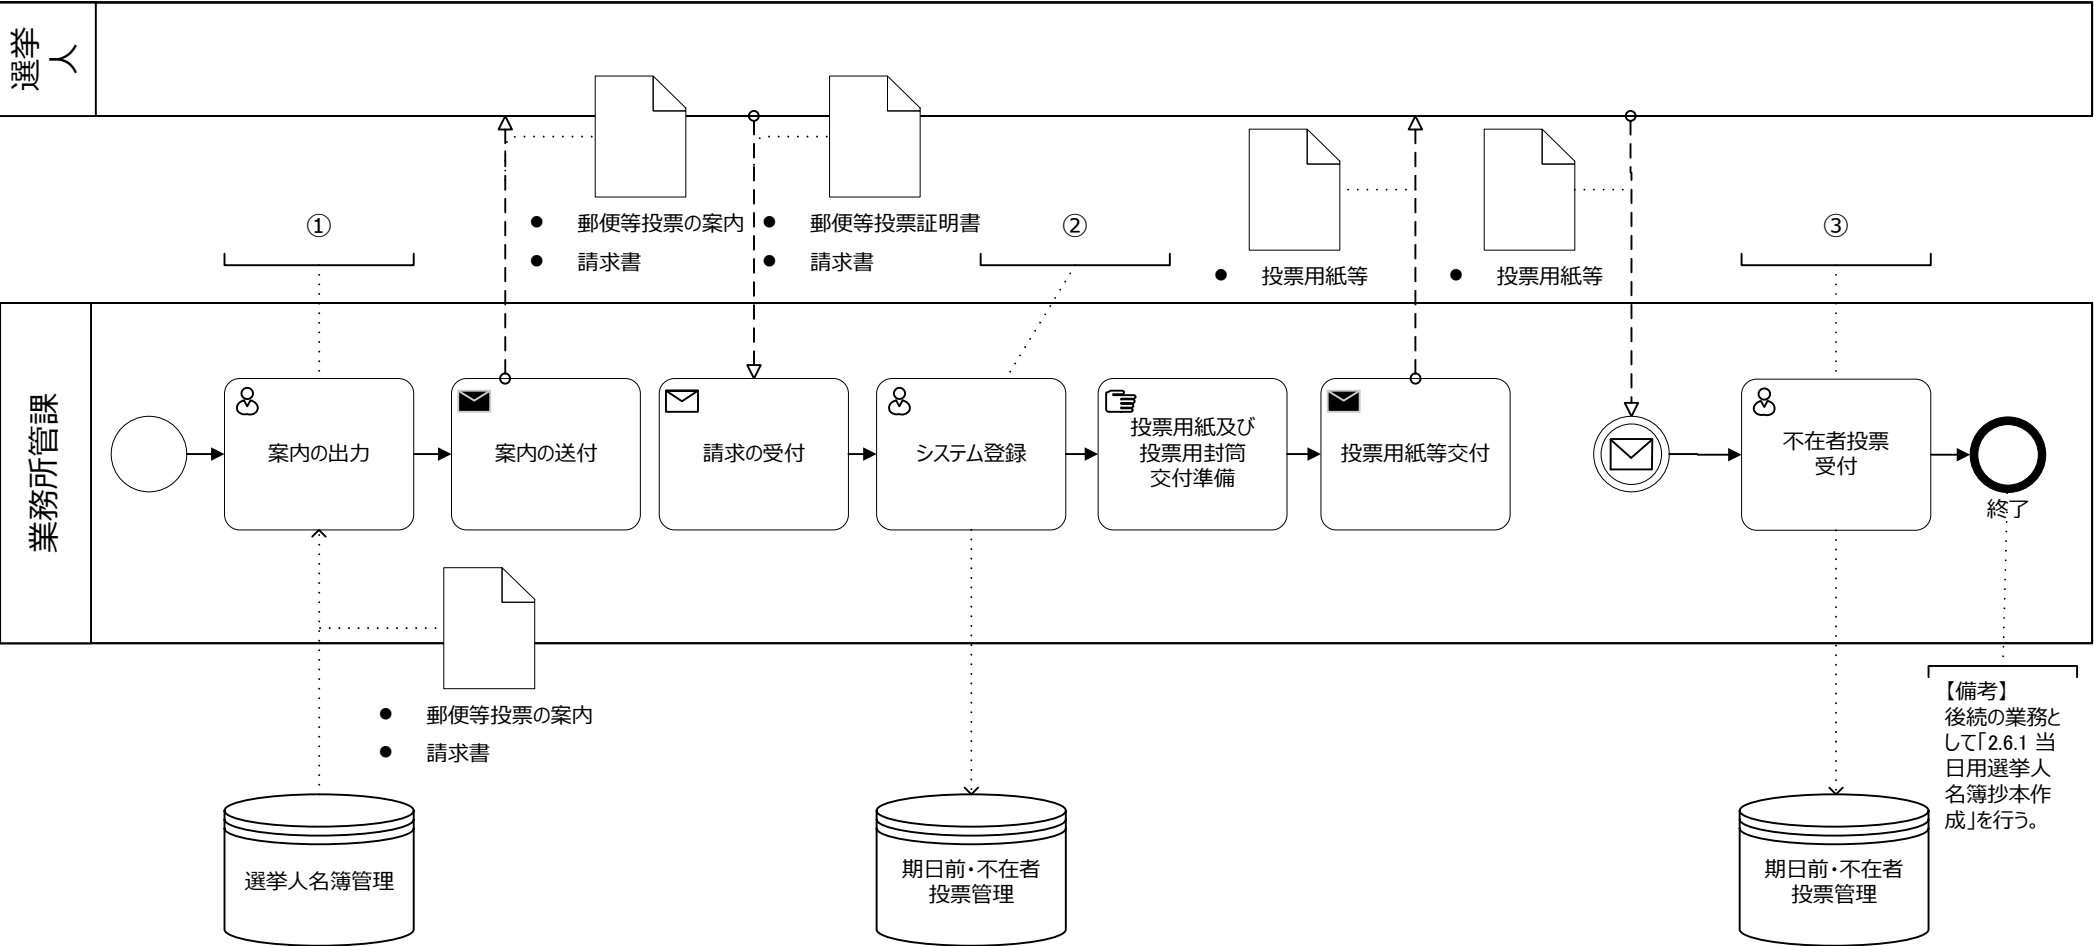 選挙
人
①
● 郵便等投票の案内
● 請求書
● 郵便等投票証明書
● 請求書
②
● 投票用紙等
● 投票用紙等
③
業務所管課
案内の出力
案内の送付
請求の受付
システム登録
投票用紙及び
投票用封筒
交付準備
投票用紙等交付
不在者投票
受付
終了
● 郵便等投票の案内
● 請求書
選挙人名簿管理
期日前・不在者
投票管理
期日前・不在者
投票管理
【備考】
後続の業務と
して「2.6.1 当
日用選挙人
名簿抄本作
成」を行う。